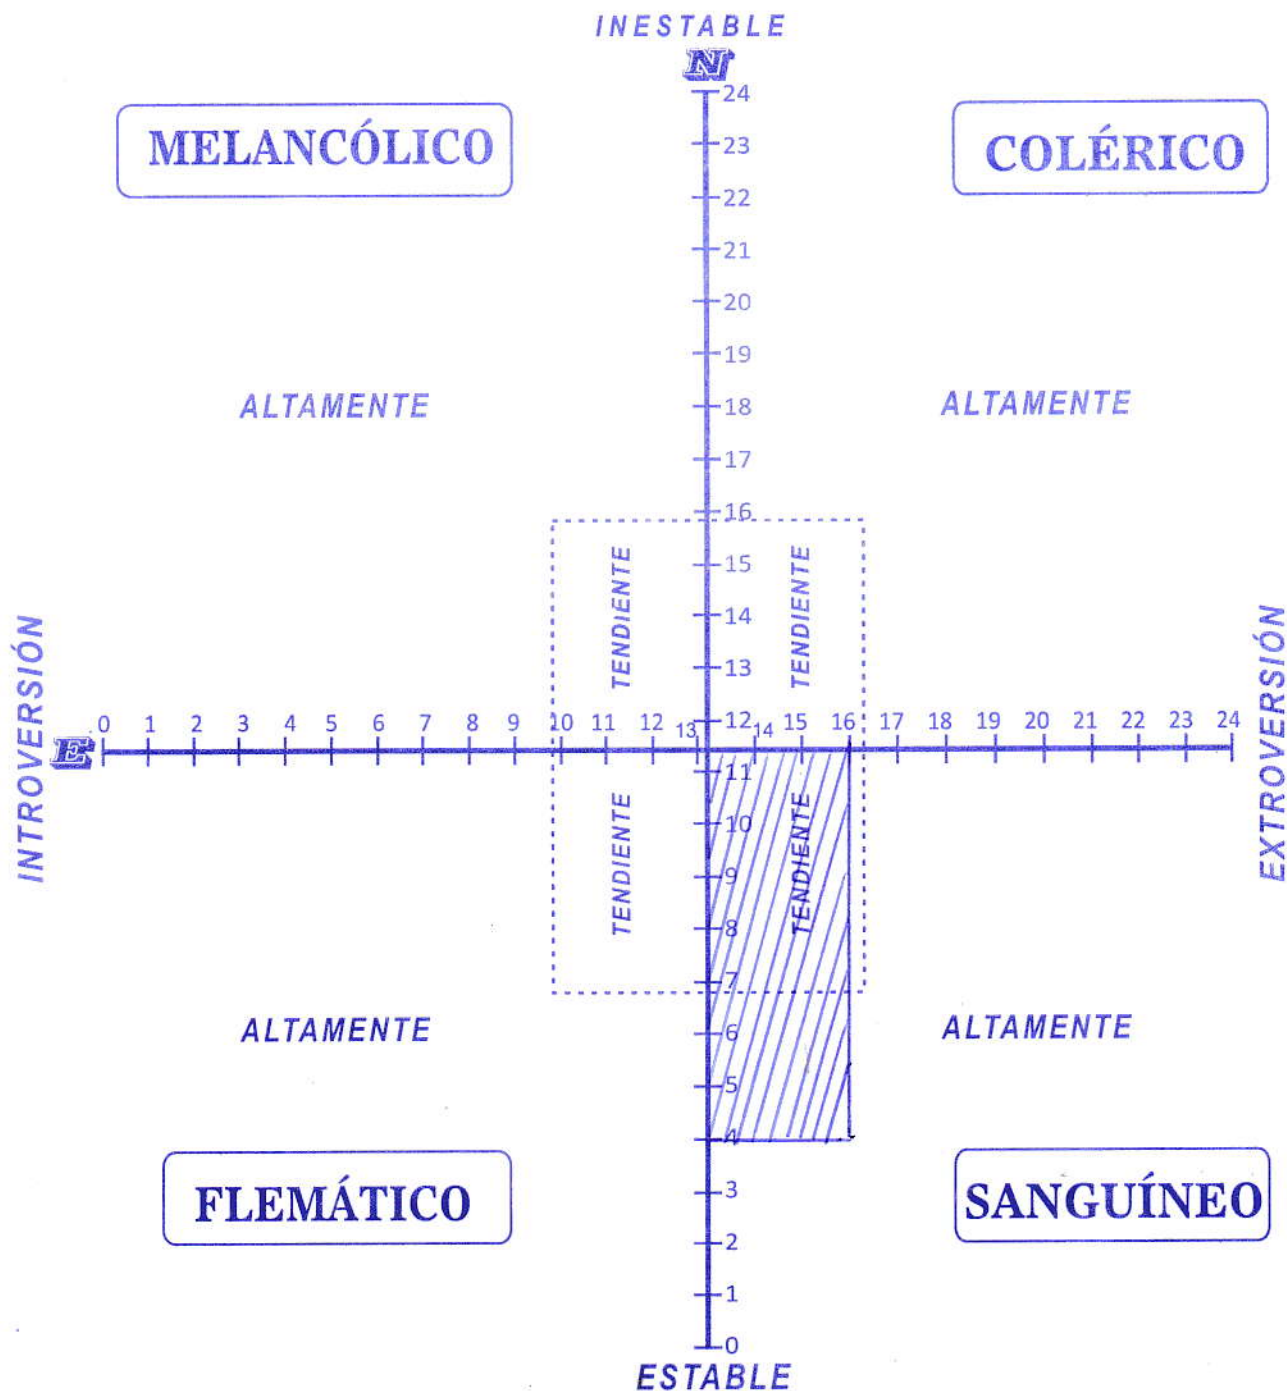 INESTABLE
N
MELANCÓLICO
COLÉRICO
24
23
22
21
20
19
18
17
16
15
14
13
12
ALTAMENTE
ALTAMENTE
TENDIENTE
TENDIENTE
INTROVERSIÓN
EXTROVERSIÓN
E
0 1 2 3 4 5 6 7 8 9 10 11 12 13 14 15 16 17 18 19 20 21 22 23 24
11
10
9
8
7
6
5
4
3
2
1
0
TENDIENTE
TENDIENTE
ALTAMENTE
ALTAMENTE
FLEMÁTICO
SANGUÍNEO
ESTABLE